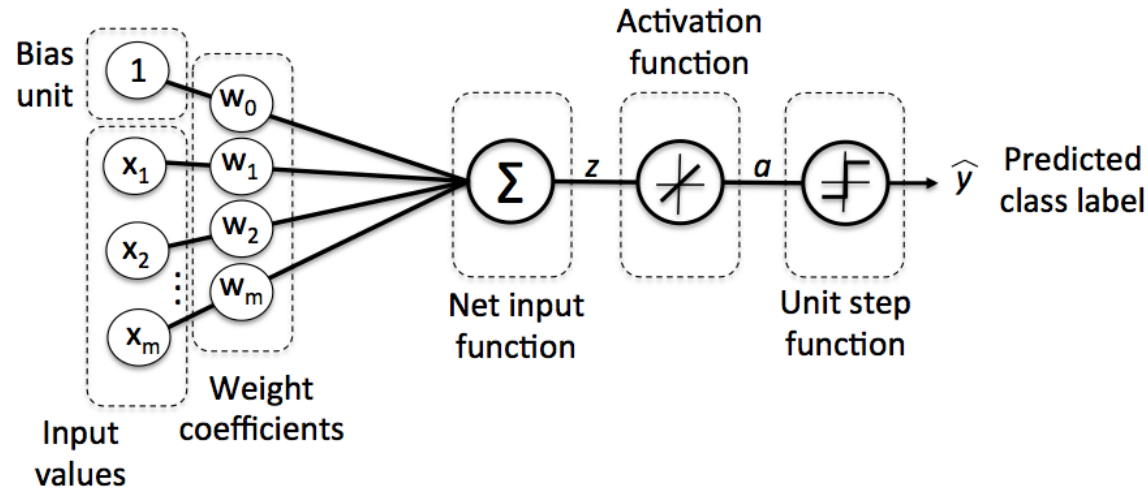 Bias
unit
1
x1
x2
⋮
xm
Input
values
w0
w1
w2
wm
Weight
coefficients
Σ
Net input
function
z
Activation
function
a
Unit step
function
ŷ
Predicted
class label